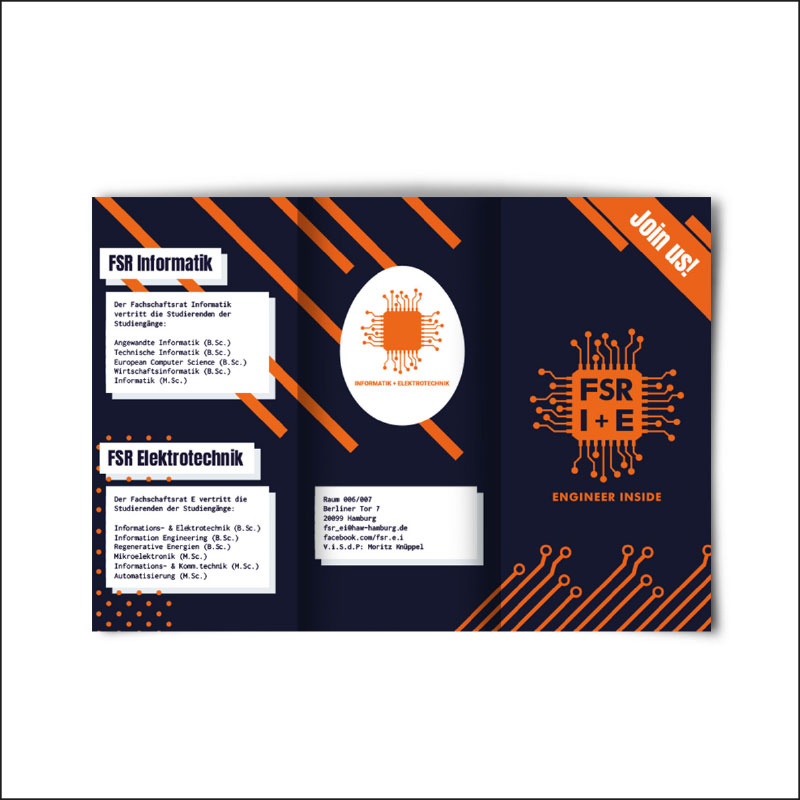 FSR Informatik
Der Fachschaftsrat Informatik
vertritt die Studierenden der
Studiengänge:
Angewandte Informatik (B.Sc.)
Technische Informatik (B.Sc.)
European Computer Science (B.Sc.)
Wirtschaftsinformatik (B.Sc.)
Informatik (M.Sc.)
FSR Elektrotechnik
Der Fachschaftsrat E vertritt die
Studierenden der Studiengänge:
Informations- & Elektrotechnik (B.Sc.)
Information Engineering (B.Sc.)
Regenerative Energien (B.Sc.)
Mikroelektronik (M.Sc.)
Informations- & Komm.technik (M.Sc.)
Automatisierung (M.Sc.)
INFORMATIK + ELEKTROTECHNIK
Raum 006/007
Berliner Tor 7
20099 Hamburg
fsr_ei@haw-hamburg.de
facebook.com/fsr.e.i
V.i.S.d.P: Moritz Knüppel
Join us!
FSR
I + E
ENGINEER INSIDE